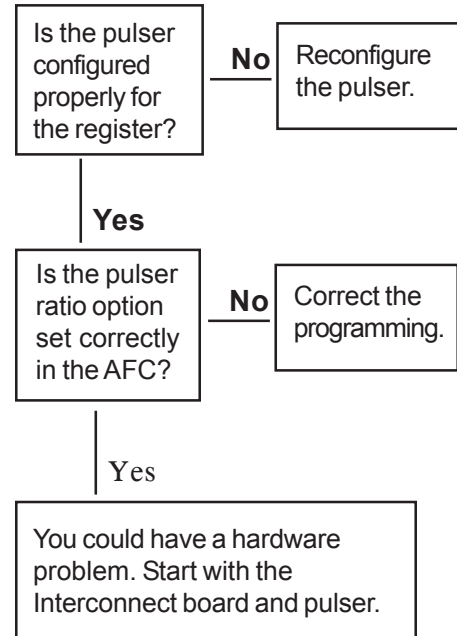 Is the pulser
configured
properly for
the register?
No
Reconfigure
the pulser.
Yes
Is the pulser
ratio option
set correctly
in the AFC?
No
Correct the
programming.
Yes
You could have a hardware
problem. Start with the
Interconnect board and pulser.